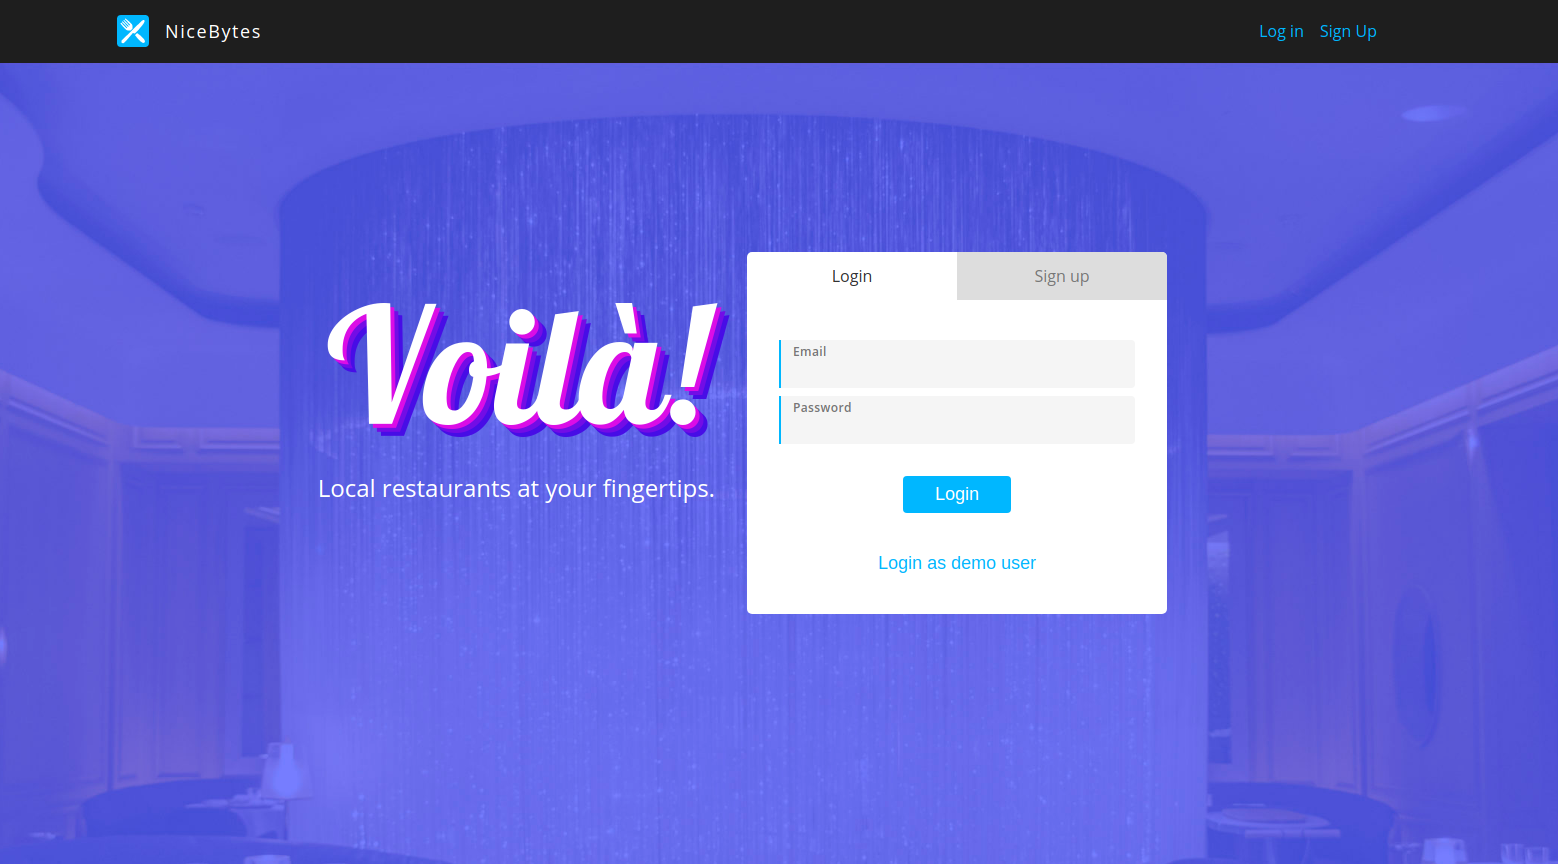 NiceBytes
Log in
Sign Up
Voilà!
Local restaurants at your fingertips.
Login
Sign up
Email
Password
Login
Login as demo user